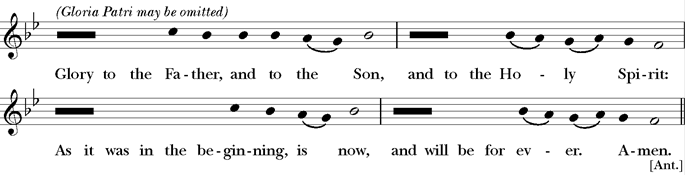 (Gloria Patri may be omitted)
Glory to the Fa - ther, and to the Son, and to the Ho - ly Spi - rit:
As it was in the be - gin - ning, is now, and will be for ev - er. A - men.
[Ant.]